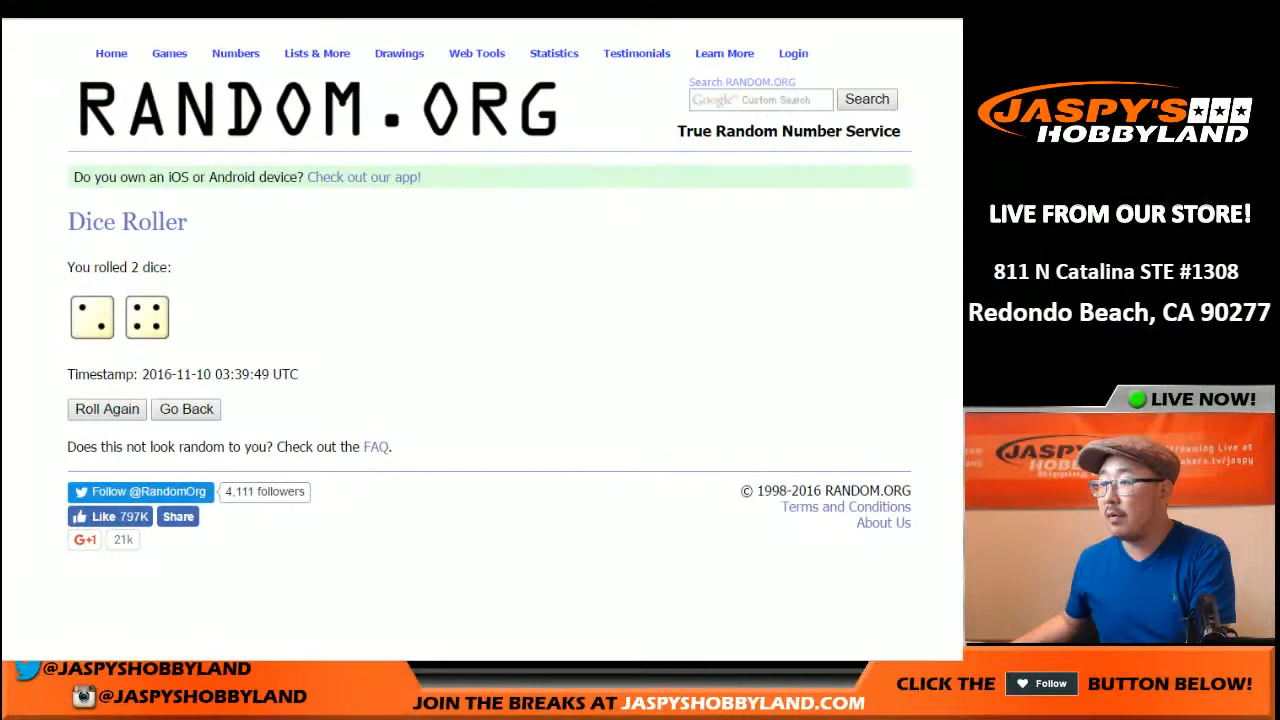 Home Games Numbers Lists & More Drawings Web Tools Statistics Testimonials Learn More Login
RANDOM.ORG
Search RANDOM.ORG
Google™ Custom Search Search
True Random Number Service
Do you own an iOS or Android device? Check out our app!
Dice Roller
You rolled 2 dice:
Timestamp: 2016-11-10 03:39:49 UTC
Roll Again Go Back
Does this not look random to you? Check out the FAQ.
Follow @RandomOrg 4,111 followers
Like 797K Share
G+1 21k
© 1998-2016 RANDOM.ORG
Terms and Conditions
About Us
JASPY'S
HOBBYLAND
LIVE FROM OUR STORE!
811 N Catalina STE #1308
Redondo Beach, CA 90277
LIVE NOW!
@JASPYSHOBBYLAND
@JASPYSHOBBYLAND
JOIN THE BREAKS AT JASPYSHOBBYLAND.COM
CLICK THE Follow BUTTON BELOW!